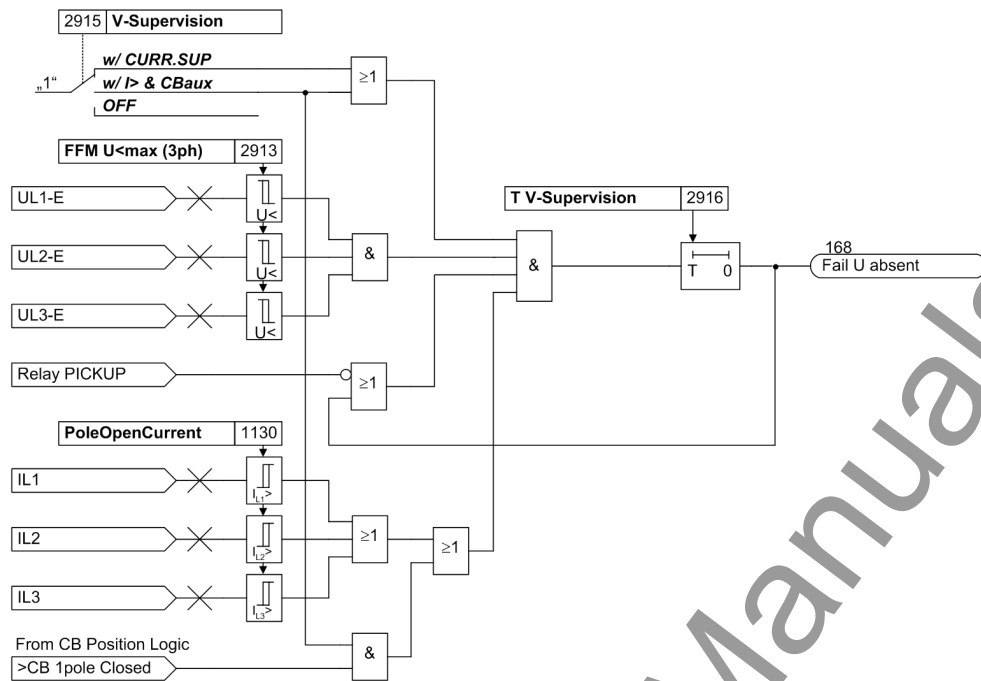 2915 V-Supervision
w/ CURR.SUP
„1“ w/ I> & CBaux
OFF
≥1
FFM U<max (3ph) 2913
UL1-E
U<
UL2-E
U<
&
UL3-E
U<
T V-Supervision 2916
&
T 0
168
Fail U absent
Relay PICKUP
≥1
PoleOpenCurrent 1130
IL1
IL1>
IL2
IL2>
≥1
≥1
IL3
IL3>
From CB Position Logic
>CB 1pole Closed
&
Manuals